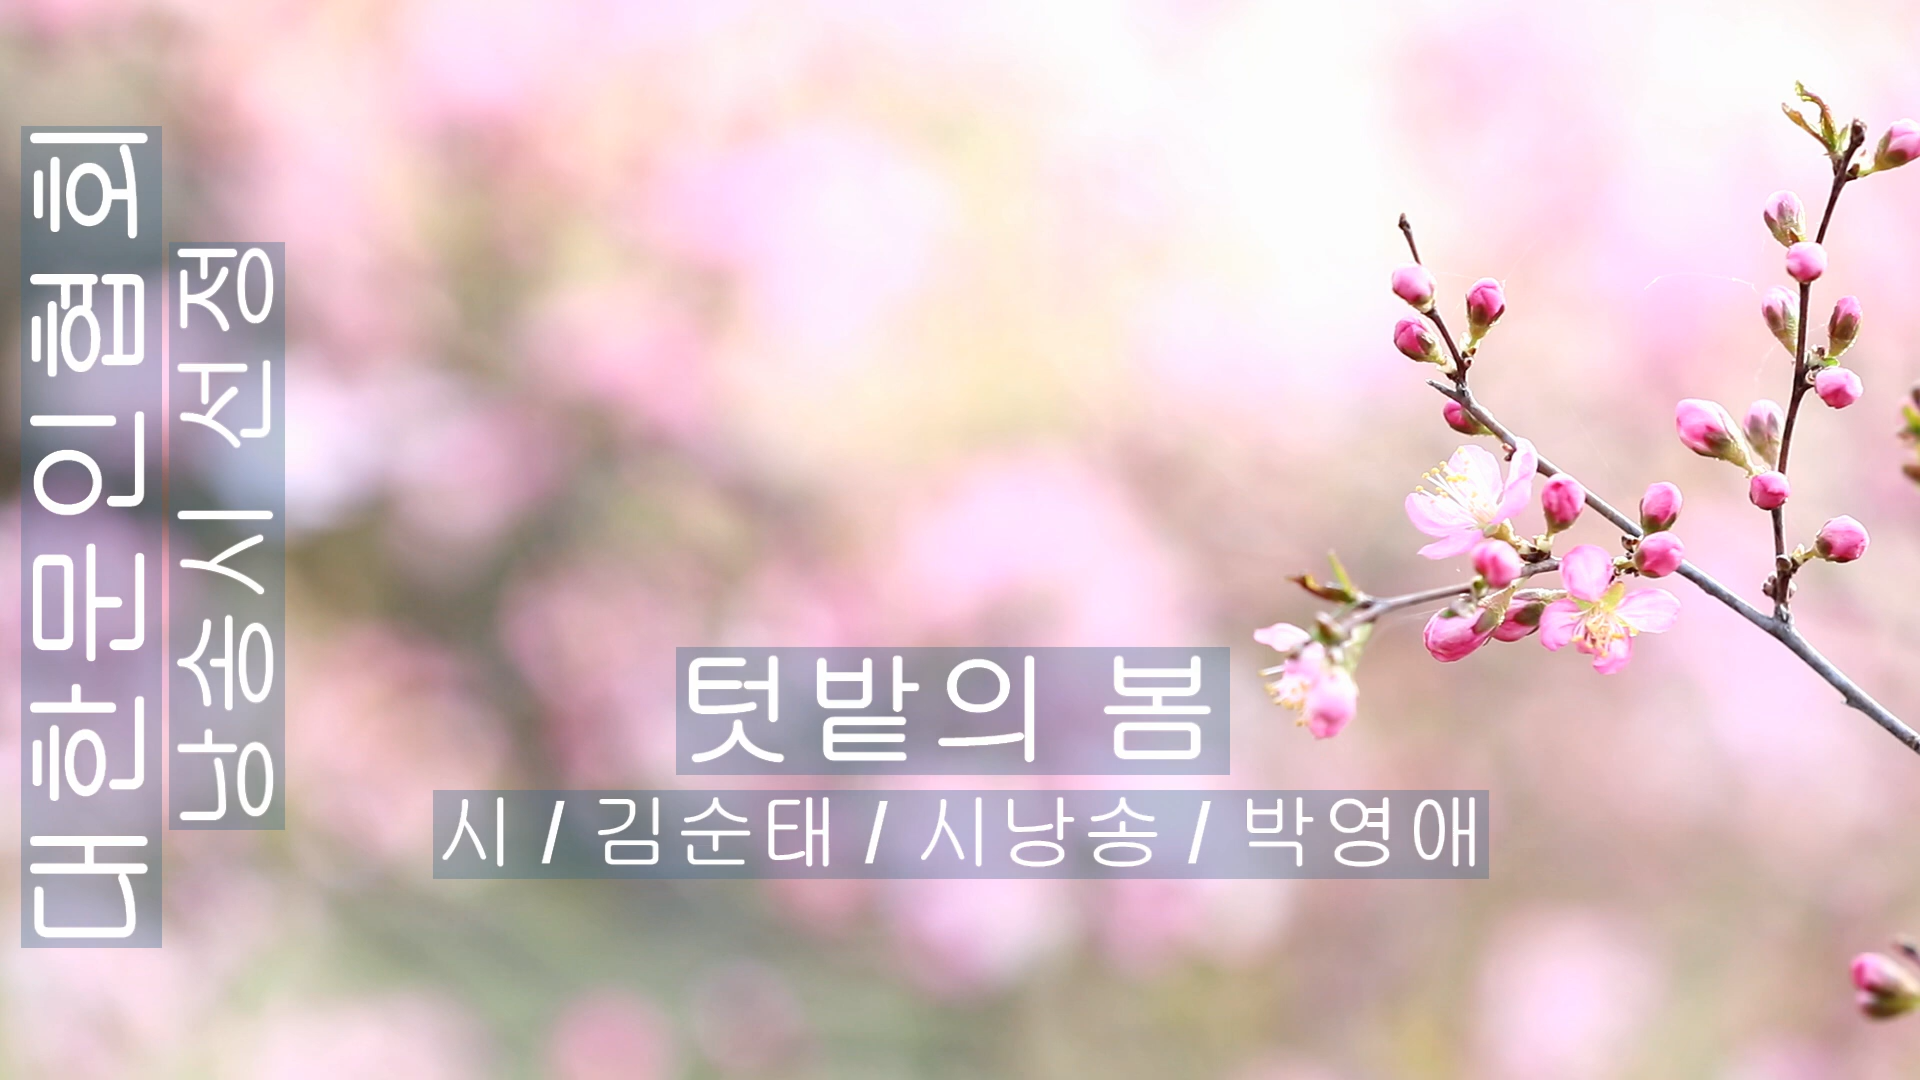 대한문인협회
낭송시 선정
텃밭의 봄
시 / 김순태 / 시낭송 / 박영애